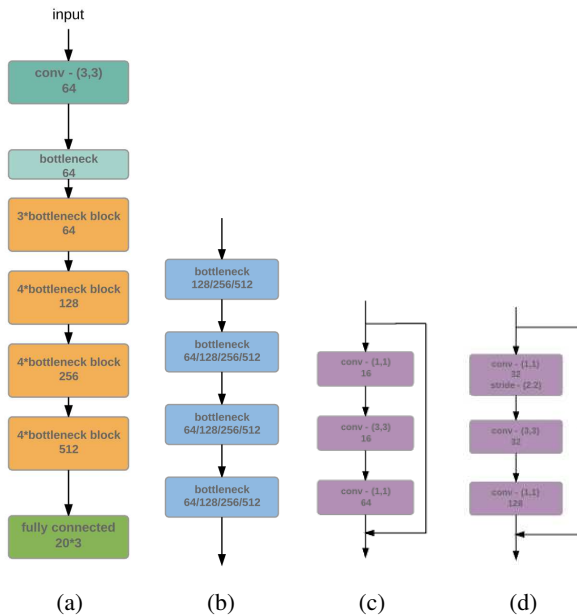 input
conv - (3,3)
64
bottleneck
64
3*bottleneck block
64
4*bottleneck block
128
4*bottleneck block
256
4*bottleneck block
512
fully connected
20*3
(a)
bottleneck
128/256/512
bottleneck
64/128/256/512
bottleneck
64/128/256/512
bottleneck
64/128/256/512
(b)
conv - (1,1)
16
conv - (3,3)
16
conv - (1,1)
64
(c)
conv - (1,1)
32
stride - (2.2)
conv - (3,3)
32
conv - (1,1)
128
(d)